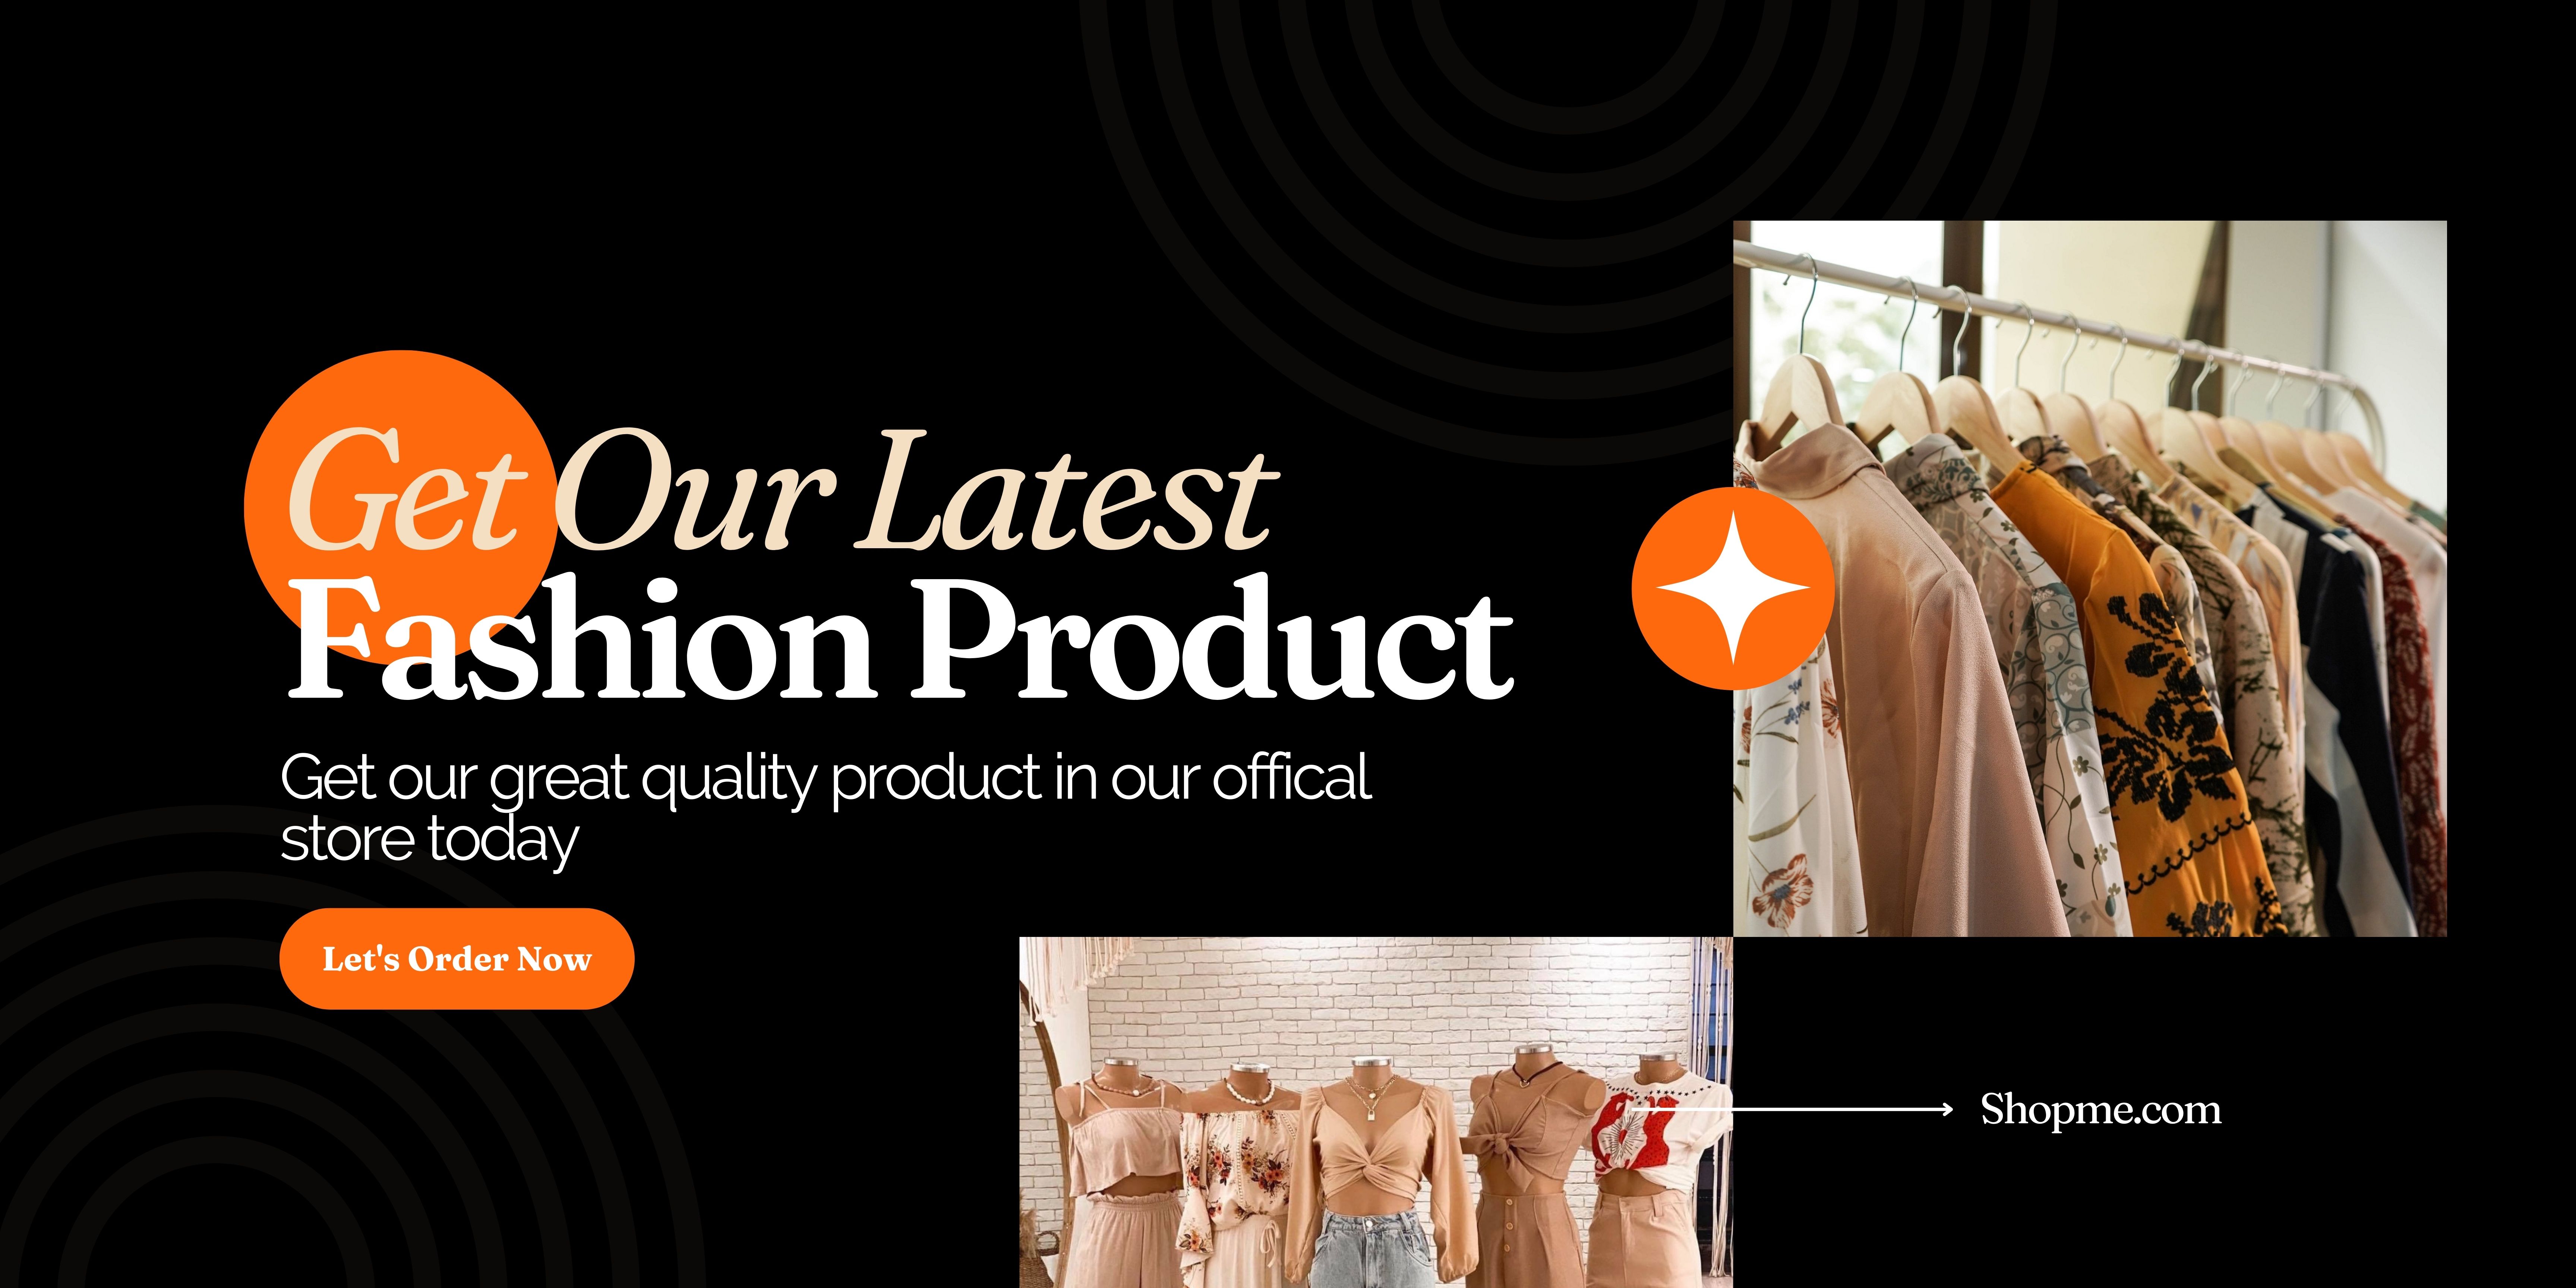 Get Our Latest
Fashion Product
Get our great quality product in our offical
store today
Let's Order Now
Shopme.com